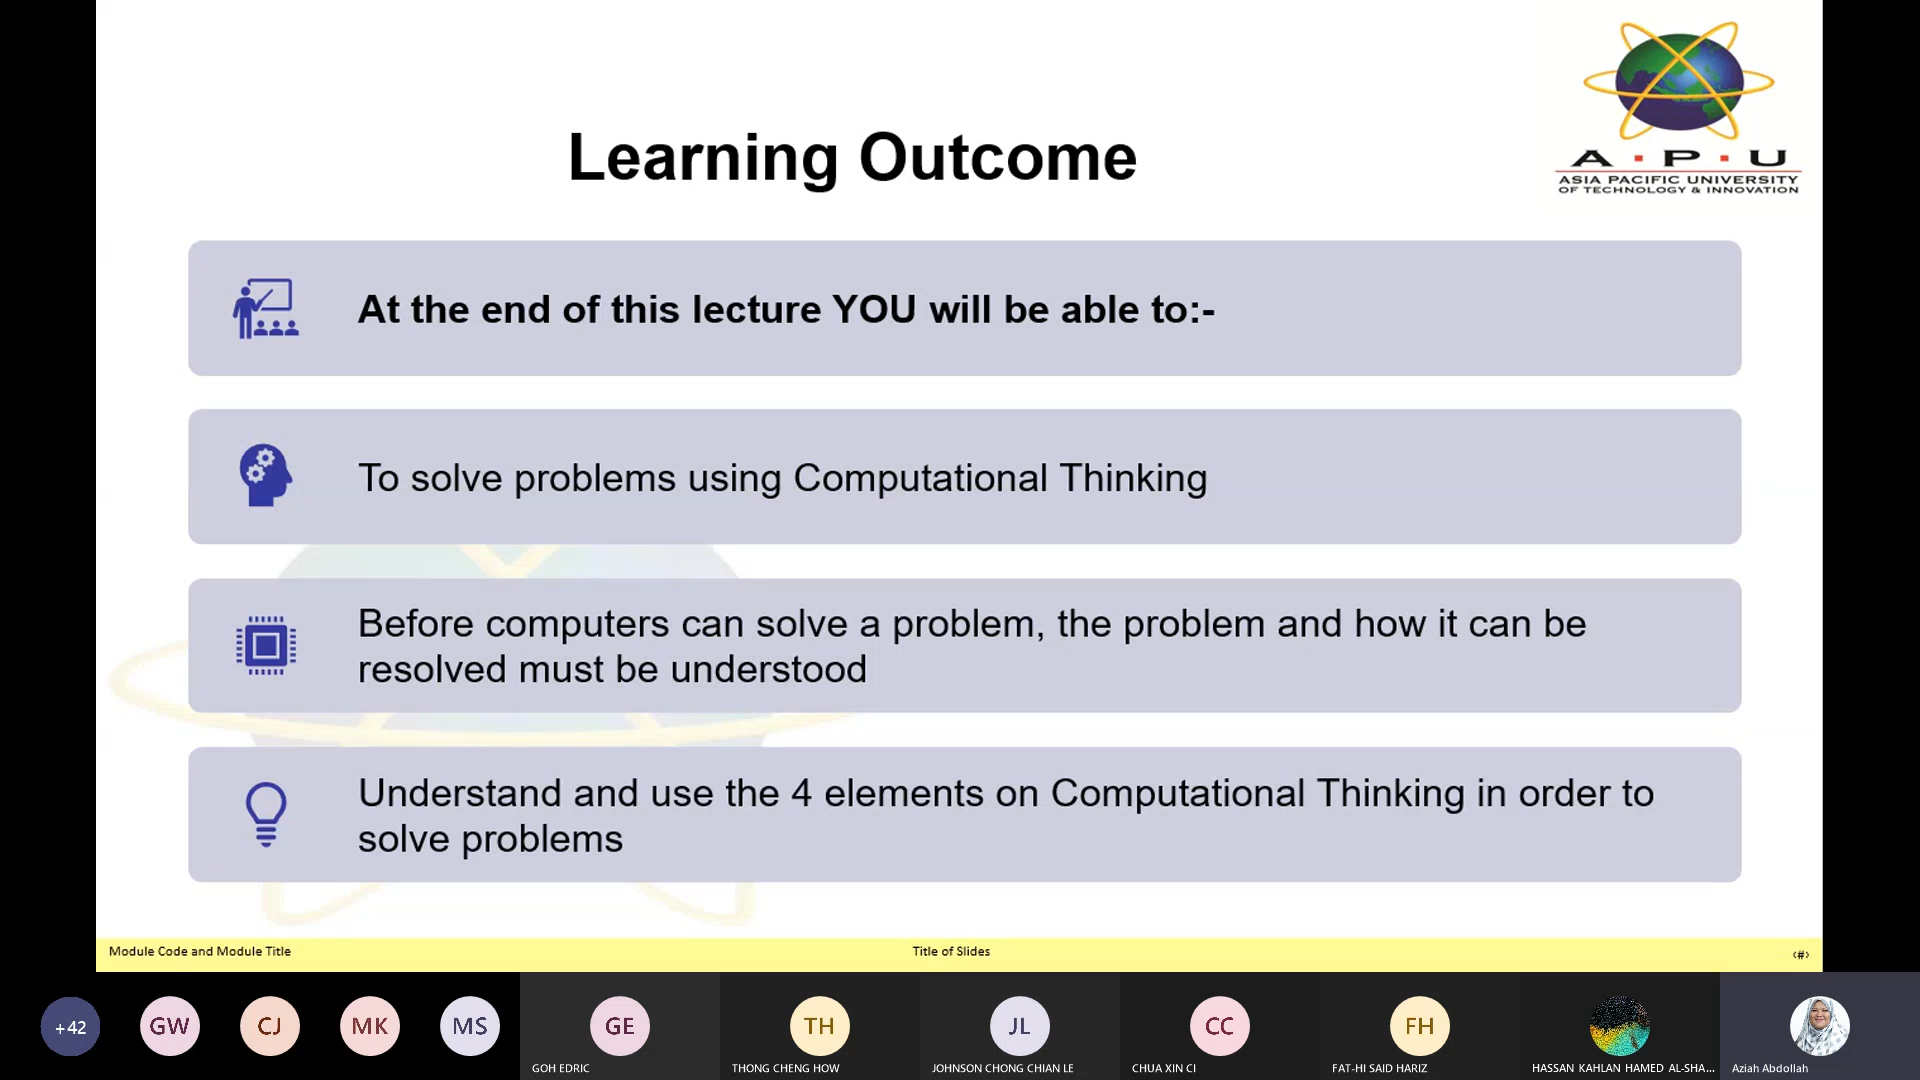 A · P · U
ASIA PACIFIC UNIVERSITY
OF TECHNOLOGY & INNOVATION
Learning Outcome
At the end of this lecture YOU will be able to:-
To solve problems using Computational Thinking
Before computers can solve a problem, the problem and how it can be
resolved must be understood
Understand and use the 4 elements on Computational Thinking in order to
solve problems
Module Code and Module Title
Title of Slides
‹#›
+42
GW
CJ
MK
MS
GE
TH
JL
CC
FH
GOH EDRIC
THONG CHENG HOW
JOHNSON CHONG CHIAN LE
CHUA XIN CI
FAT-HI SAID HARIZ
HASSAN KAHLAN HAMED AL-SHA...
Aziah Abdollah